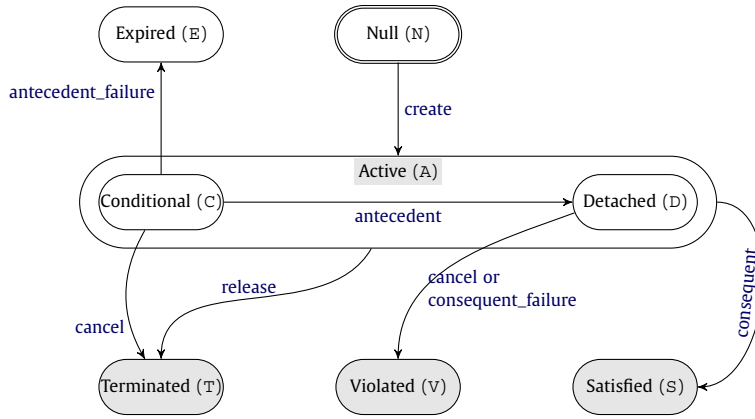 Expired (E)
Null (N)
antecedent_failure
create
Active (A)
Conditional (C)
Detached (D)
antecedent
cancel or
consequent_failure
release
consequent
cancel
Terminated (T)
Violated (V)
Satisfied (S)